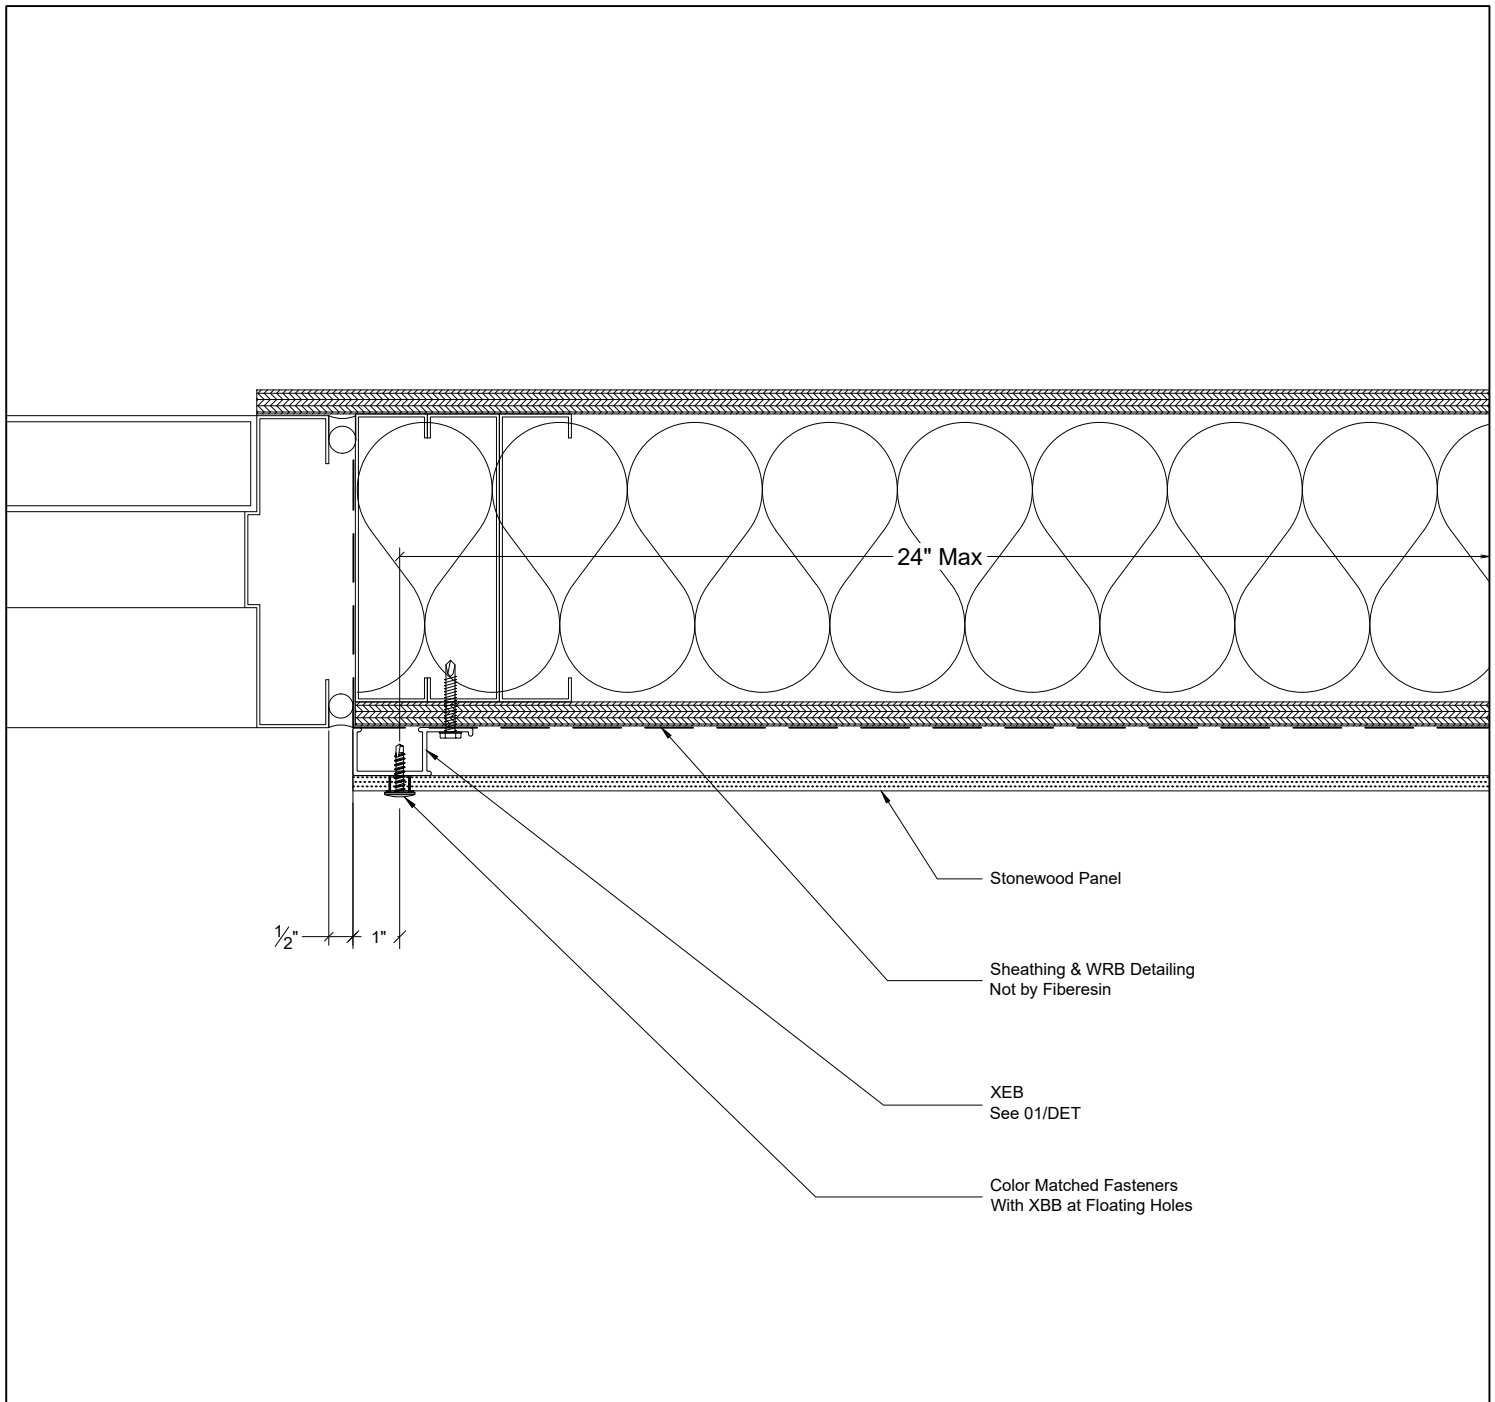 24" Max
Stonewood Panel
½" 1"
Sheathing & WRB Detailing
Not by Fiberesin
XEB
See 01/DET
Color Matched Fasteners
With XBB at Floating Holes